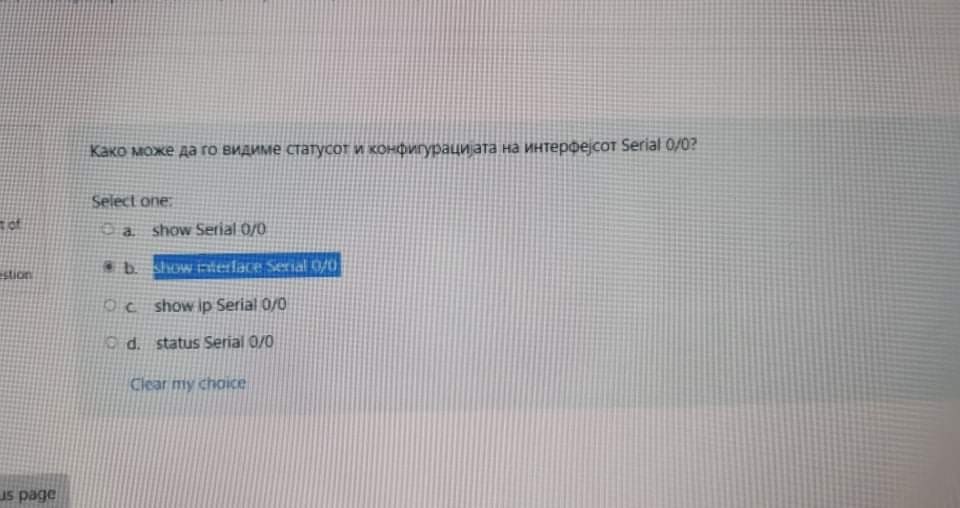 Како може да го видиме статусот и конфигурацијата на интерфејсот Serial 0/0?
Select one:
a. show Serial 0/0
b. show interface Serial 0/0
c. show ip Serial 0/0
d. status Serial 0/0
Clear my choice
t of
estion
us page